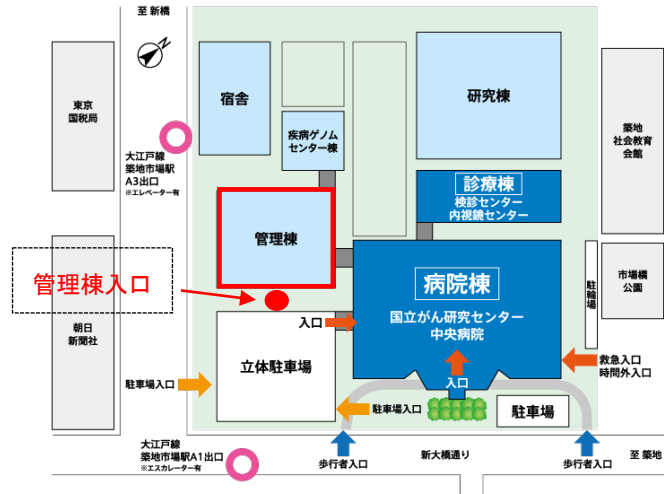 至 新橋
N
東京
国税局
宿舎
研究棟
疾病ゲノム
センター棟
築地
社会教育
会館
大江戸線
築地市場駅
A3出口
※エレベーター有
診療棟
検診センター
内視鏡センター
管理棟
管理棟入口
病院棟
国立がん研究センター
中央病院
駐輪場
市場橋
公園
朝日
新聞社
入口
立体駐車場
救急入口
時間外入口
入口
駐車場入口
駐車場入口
駐車場
大江戸線
築地市場駅A1出口
※エスカレーター有
歩行者入口
新大橋通り
歩行者入口
至 築地